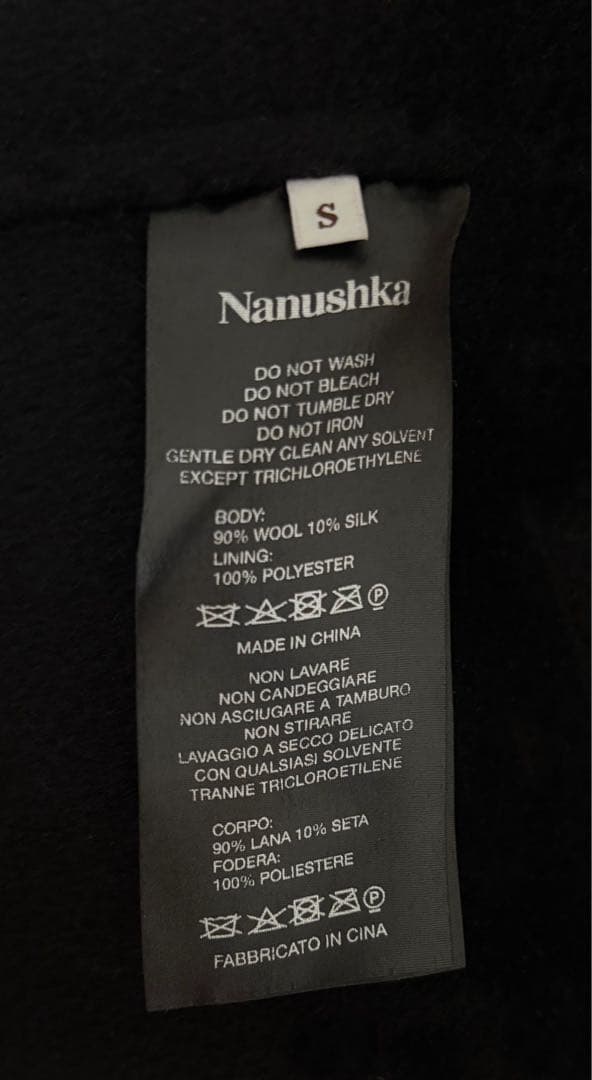 S
Nanushka
DO NOT WASH
DO NOT BLEACH
DO NOT TUMBLE DRY
DO NOT IRON
GENTLE DRY CLEAN ANY SOLVENT
EXCEPT TRICHLOROETHYLENE
BODY:
90% WOOL 10% SILK
LINING:
100% POLYESTER
P
MADE IN CHINA
NON LAVARE
NON CANDEGGIARE
NON ASCIUGARE A TAMBURO
NON STIRARE
LAVAGGIO A SECCO DELICATO
CON QUALSIASI SOLVENTE
TRANNE TRICLOROETILENE
CORPO:
90% LANA 10% SETA
FODERA:
100% POLIESTERE
P
FABBRICATO IN CINA